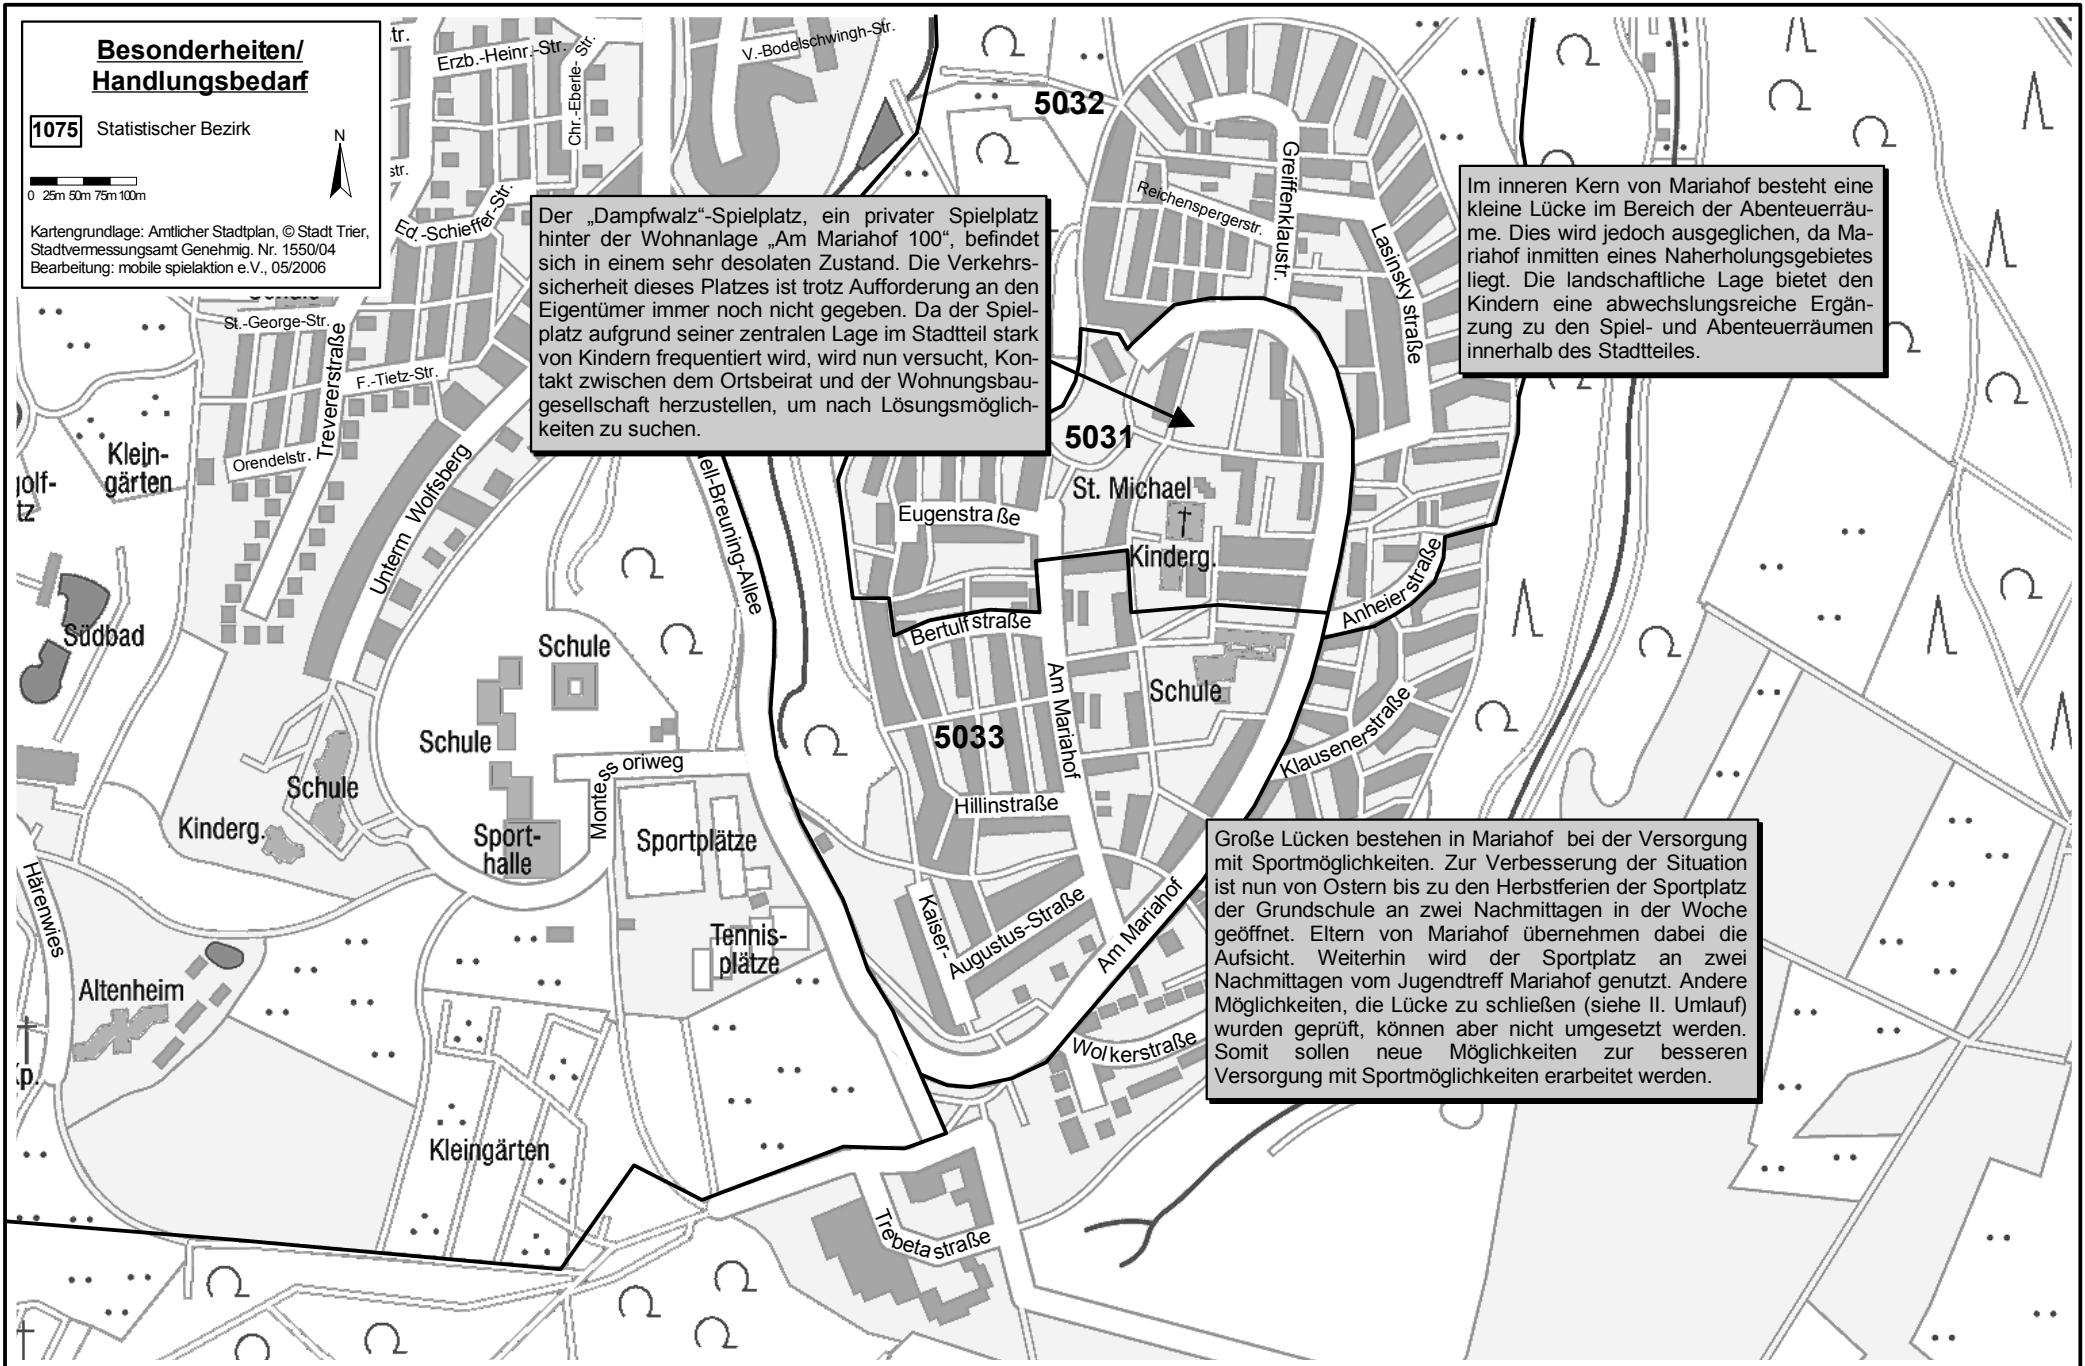 Besonderheiten/
Handlungsbedarf
1075 Statistischer Bezirk
N
0 25m 50m 75m 100m
Kartengrundlage: Amtlicher Stadtplan, © Stadt Trier,
Stadtvermessungsamt Genehmig. Nr. 1550/04
Bearbeitung: mobile spielaktion e.V., 05/2006
Der „Dampfwalz“-Spielplatz, ein privater Spielplatz
hinter der Wohnanlage „Am Mariahof 100“, befindet
sich in einem sehr desolaten Zustand. Die Verkehrs-
sicherheit dieses Platzes ist trotz Aufforderung an den
Eigentümer immer noch nicht gegeben. Da der Spiel-
platz aufgrund seiner zentralen Lage im Stadtteil stark
von Kindern frequentiert wird, wird nun versucht, Kon-
takt zwischen dem Ortsbeirat und der Wohnungsbau-
gesellschaft herzustellen, um nach Lösungsmöglich-
keiten zu suchen.
Im inneren Kern von Mariahof besteht eine
kleine Lücke im Bereich der Abenteuerräu-
me. Dies wird jedoch ausgeglichen, da Ma-
riahof inmitten eines Naherholungsgebietes
liegt. Die landschaftliche Lage bietet den
Kindern eine abwechslungsreiche Ergän-
zung zu den Spiel- und Abenteuerräumen
innerhalb des Stadtteiles.
Große Lücken bestehen in Mariahof bei der Versorgung
mit Sportmöglichkeiten. Zur Verbesserung der Situation
ist nun von Ostern bis zu den Herbstferien der Sportplatz
der Grundschule an zwei Nachmittagen in der Woche
geöffnet. Eltern von Mariahof übernehmen dabei die
Aufsicht. Weiterhin wird der Sportplatz an zwei
Nachmittagen vom Jugendtreff Mariahof genutzt. Andere
Möglichkeiten, die Lücke zu schließen (siehe II. Umlauf)
wurden geprüft, können aber nicht umgesetzt werden.
Somit sollen neue Möglichkeiten zur besseren
Versorgung mit Sportmöglichkeiten erarbeitet werden.
tr.
Erzb.-Heinr.-Str.
Chr.-Eberle-Str.
V.-Bodelschwingh-Str.
str.
Ed.-Schieffer-Str.
5032
Greiffenklaustr.
Reichenspergerstr.
Lasinskystraße
St.-George-Str.
Treverer­straße
F.-Tietz-Str.
Orendelstr.
Klein-
gärten
golf-
tz
Unterm Wolfsberg
ell-Breuning-Allee
5031
St. Michael
Eugenstraße
Kinderg.
Anheierstraße
Bertulfstraße
Südbad
Schule
Schule
Schule
Am Mariahof
Schule
5033
Klausenerstraße
Montessoriweg
Hillinstraße
Kinderg.
Sport-
halle
Sportplätze
Härenwies
Kaiser-
Augustus-Straße
Am Mariahof
Tennis-
plätze
Altenheim
Wolkerstraße
Kp.
Kleingärten
Trebetastraße